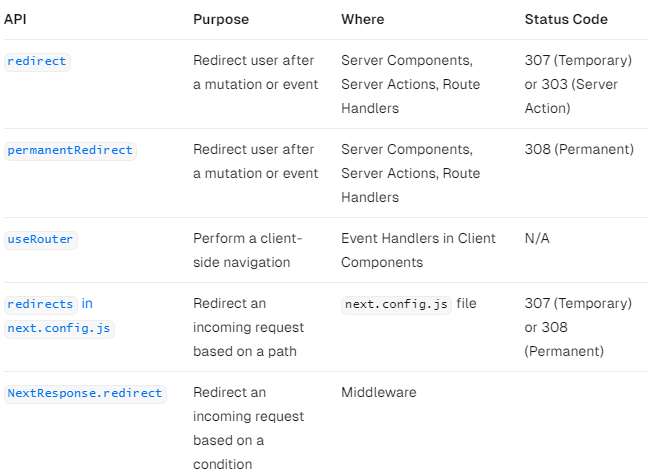 API Purpose Where Status Code
redirect Redirect user after Server Components, 307 (Temporary)
a mutation or event Server Actions, Route or 303 (Server
Handlers Action)
permanentRedirect Redirect user after Server Components, 308 (Permanent)
a mutation or event Server Actions, Route
Handlers
useRouter Perform a client- Event Handlers in Client N/A
side navigation Components
redirects in Redirect an next.config.js file 307 (Temporary)
next.config.js incoming request or 308
based on a path (Permanent)
NextResponse.redirect Redirect an Middleware
incoming request
based on a
condition